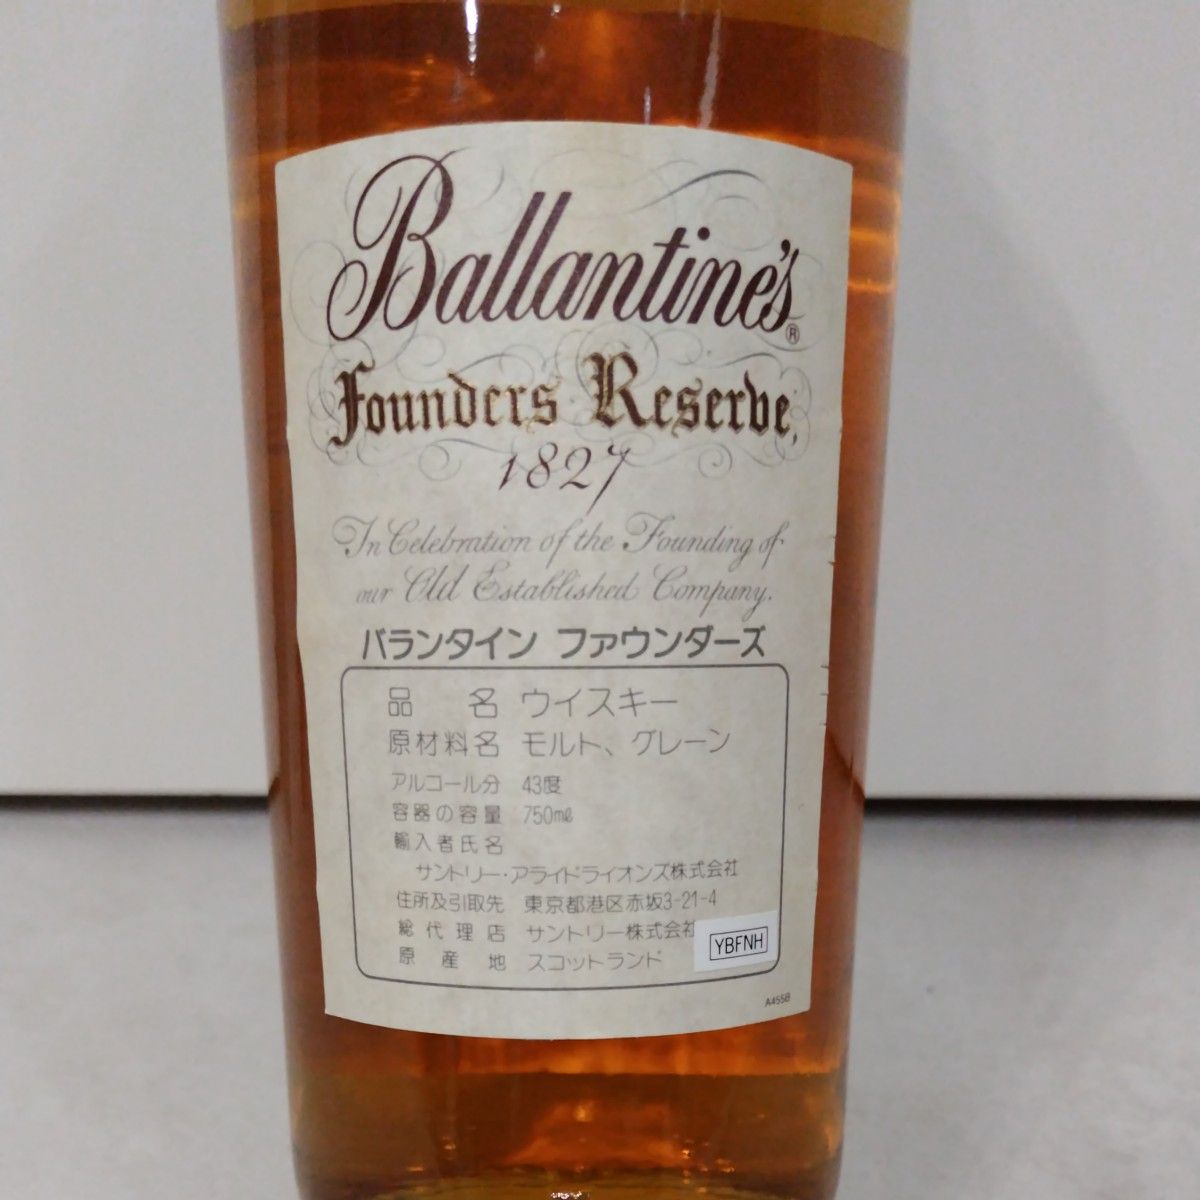 Ballantine's®
Founders Reserve,
1827
In Celebration of the Founding of
our Old Established Company.
バランタイン ファウンダーズ
品名 ウイスキー
原材料名 モルト、グレーン
アルコール分 43度
容器の容量 750mℓ
輸入者氏名
サントリー・アライドライオンズ株式会社
住所及引取先 東京都港区赤坂3-21-4
総代理店 サントリー株式会社
YBFNH
原産地 スコットランド
A455B